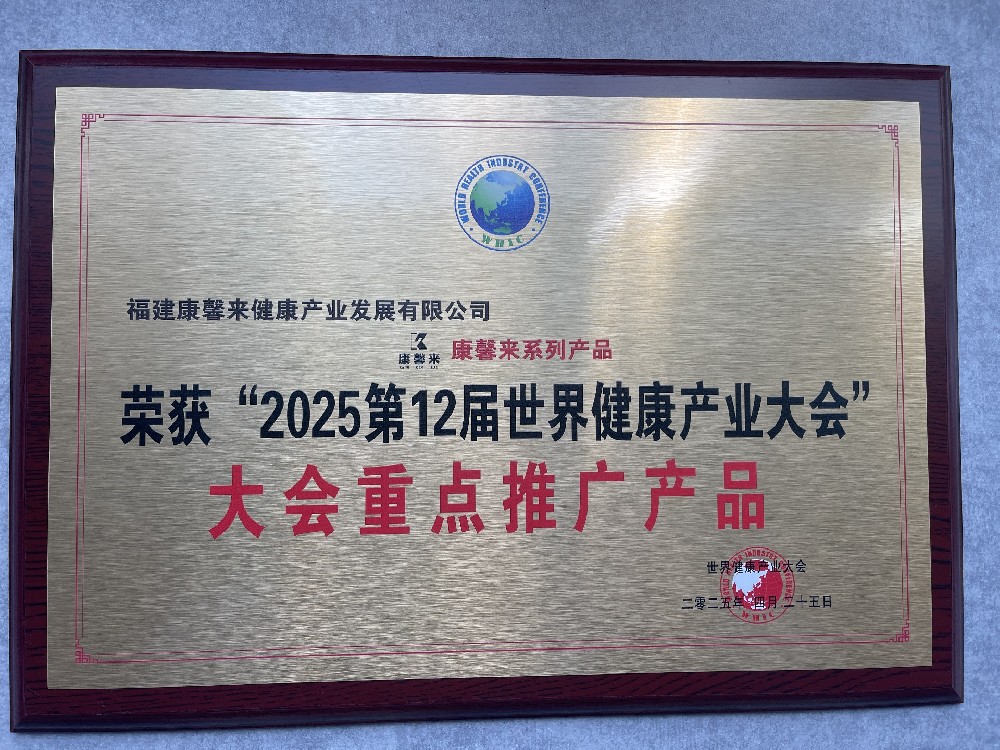 WORLD HEALTH INDUSTRY CONFERENCE
WHIC
福建康馨来健康产业发展有限公司
康馨来 康馨来系列产品
荣获“2025第12届世界健康产业大会”
大会重点推广产品
世界健康产业大会
二零二五年 四月 二十五日